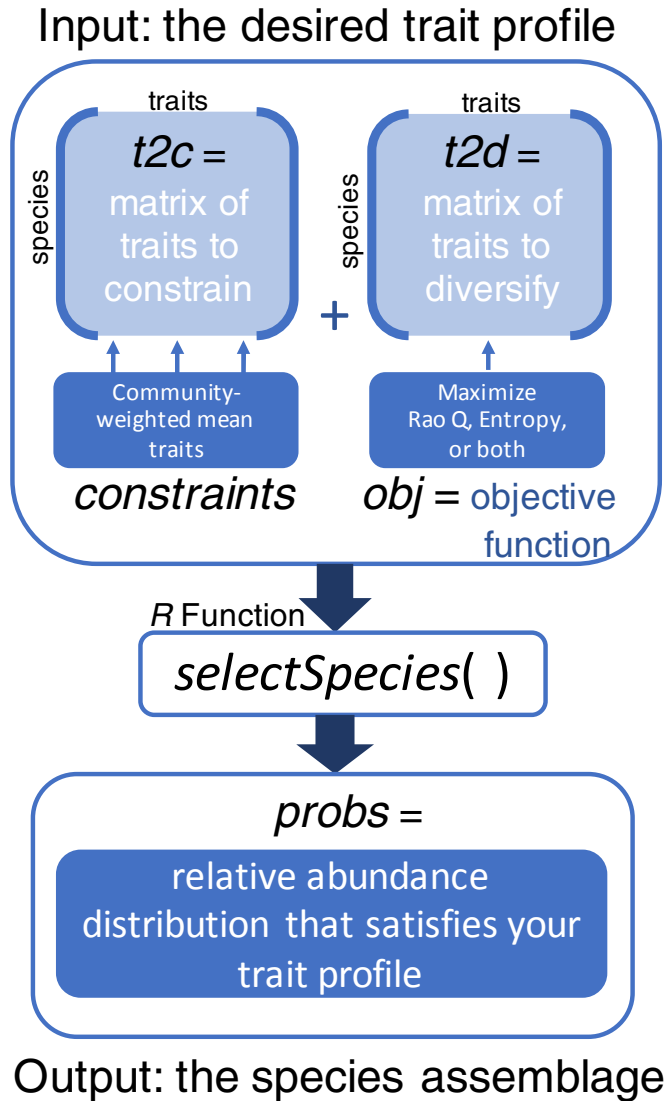 Input: the desired trait profile
traits
species
t2c =
matrix of
traits to
constrain
+
traits
species
t2d =
matrix of
traits to
diversify
Community-
weighted mean
traits
constraints
Maximize
Rao Q, Entropy,
or both
obj = objective
function
R Function
selectSpecies( )
probs =
relative abundance
distribution that satisfies your
trait profile
Output: the species assemblage